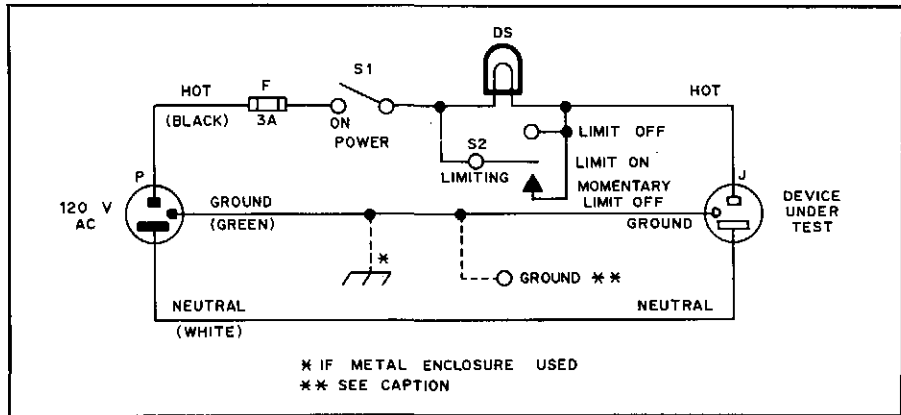 DS
S1
F
HOT
HOT
3A
(BLACK)
ON
POWER
LIMIT OFF
S2
LIMIT ON
LIMITING
MOMENTARY
LIMIT OFF
P
J
120 V
AC
GROUND
(GREEN)
GROUND
DEVICE
UNDER
TEST
*
GROUND **
NEUTRAL
(WHITE)
NEUTRAL
* IF METAL ENCLOSURE USED
** SEE CAPTION